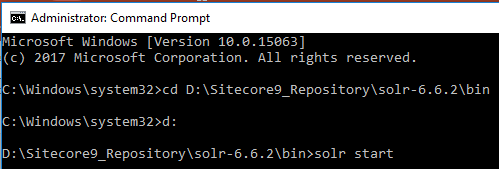 Administrator: Command Prompt
Microsoft Windows [Version 10.0.15063]
(c) 2017 Microsoft Corporation. All rights reserved.
C:\Windows\system32>cd D:\Sitecore9_Repository\solr-6.6.2\bin
C:\Windows\system32>d:
D:\Sitecore9_Repository\solr-6.6.2\bin>solr start